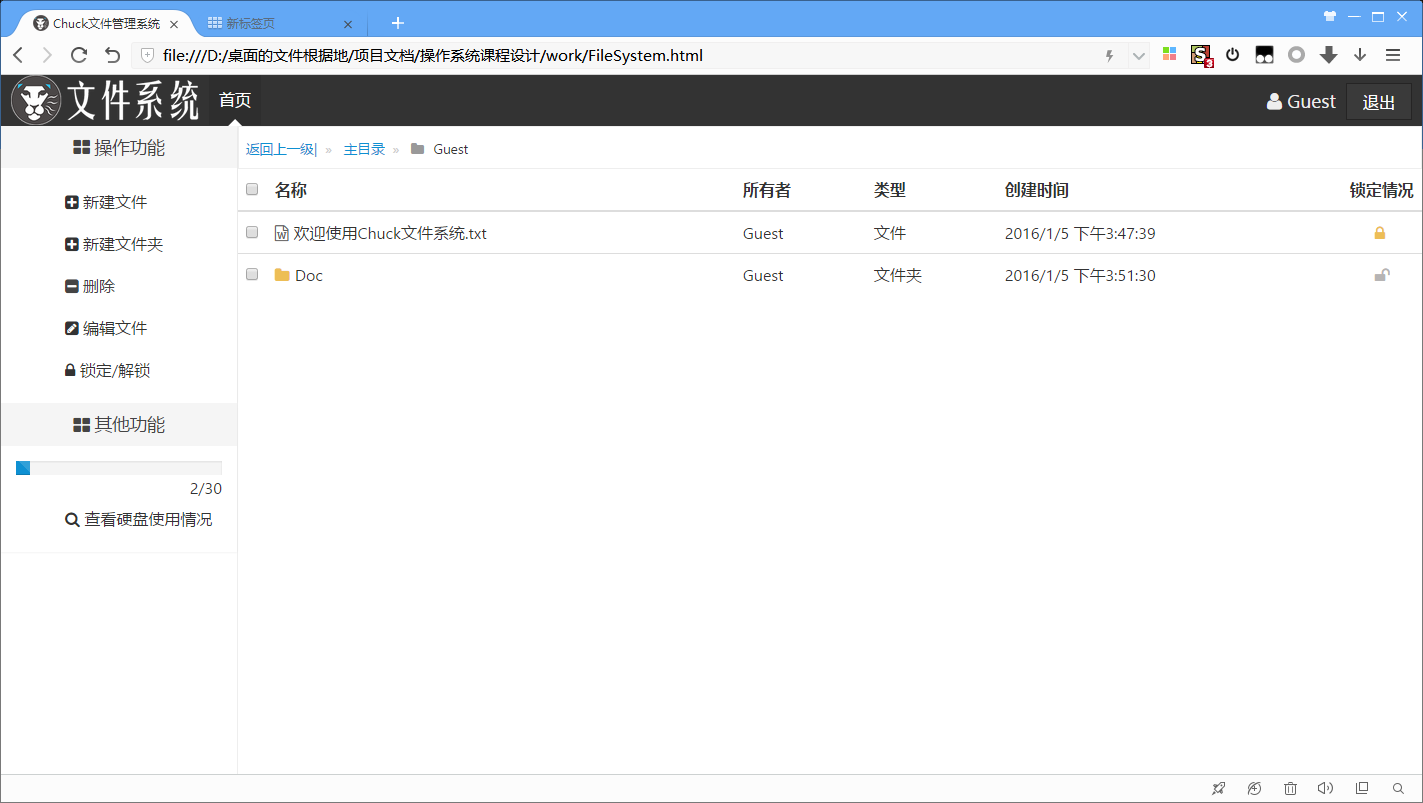 Chuck文件管理系统
新标签页
file:///D:/桌面的文件根据地/项目文档/操作系统课程设计/work/FileSystem.html
S 3
文件系统 首页 Guest 退出
操作功能
新建文件
新建文件夹
删除
编辑文件
锁定/解锁
其他功能
2/30
查看硬盘使用情况
返回上一级| » 主目录 » Guest
名称 所有者 类型 创建时间 锁定情况
W 欢迎使用Chuck文件系统.txt Guest 文件 2016/1/5 下午3:47:39
Doc Guest 文件夹 2016/1/5 下午3:51:30